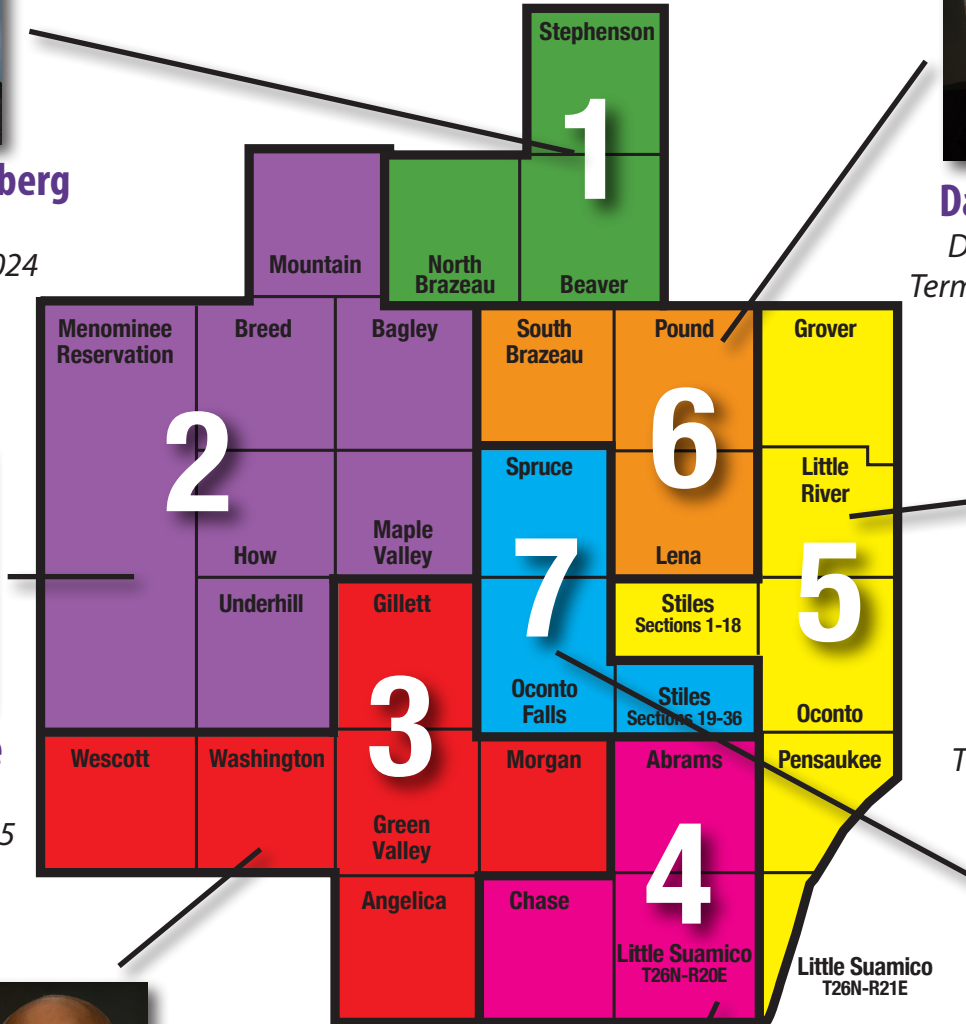 Stephenson
1
berg
024
Da
D
Term
Mountain
North
Brazeau
Beaver
Menominee
Reservation
Breed
Bagley
South
Brazeau
Pound
Grover
2
6
Spruce
Little
River
How
Maple
Valley
7
Lena
5
Underhill
Gillett
Stiles
Sections 1-18
3
Oconto
Falls
Stiles
Sections 19-36
Oconto
Wescott
Washington
Morgan
Abrams
Pensaukee
T
5
Green
Valley
4
Angelica
Chase
Little Suamico
T26N-R20E
Little Suamico
T26N-R21E